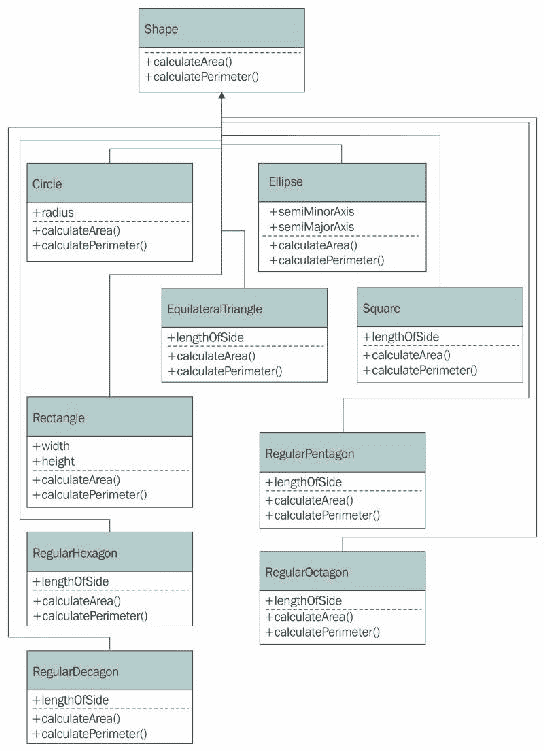 Shape
+calculateArea()
+calculatePerimeter()
Circle
+radius
+calculateArea()
+calculatePerimeter()
Ellipse
+semiMinorAxis
+semiMajorAxis
+calculateArea()
+calculatePerimeter()
EquilateralTriangle
+lengthOfSide
+calculateArea()
+calculatePerimeter()
Square
+lengthOfSide
+calculateArea()
+calculatePerimeter()
Rectangle
+width
+height
+calculateArea()
+calculatePerimeter()
RegularPentagon
+lengthOfSide
+calculateArea()
+calculatePerimeter()
RegularHexagon
+lengthOfSide
+calculateArea()
+calculatePerimeter()
RegularOctagon
+lengthOfSide
+calculateArea()
+calculatePerimeter()
RegularDecagon
+lengthOfSide
+calculateArea()
+calculatePerimeter()